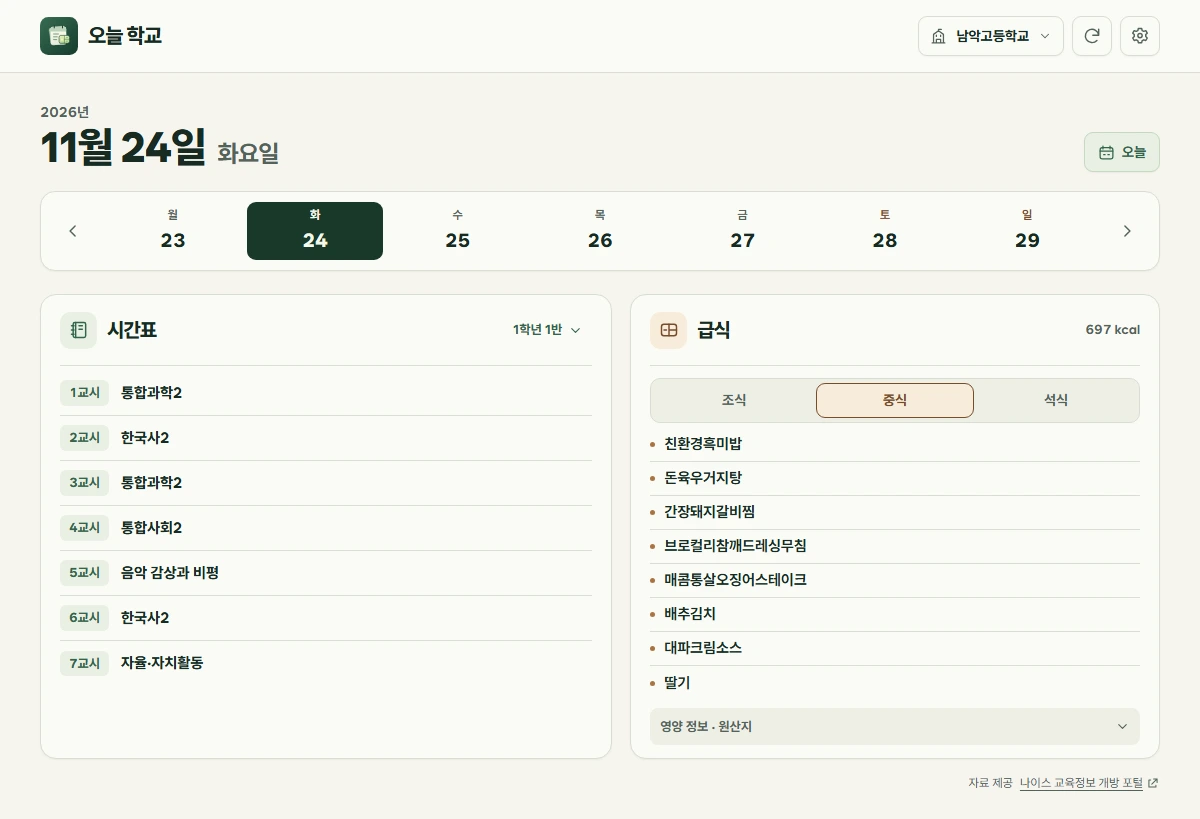 오늘 학교
남악고등학교
2026년
11월 24일 화요일
오늘
월 화 수 목 금 토 일
23 24 25 26 27 28 29
시간표
1학년 1반
1교시 통합과학2
2교시 한국사2
3교시 통합과학2
4교시 통합사회2
5교시 음악 감상과 비평
6교시 한국사2
7교시 자율·자치활동
급식
697 kcal
조식 중식 석식
친환경흑미밥
돈육우거지탕
간장돼지갈비찜
브로컬리참깨드레싱무침
매콤통살오징어스테이크
배추김치
대파크림소스
딸기
영양 정보 · 원산지
자료 제공 나이스 교육정보 개방 포털